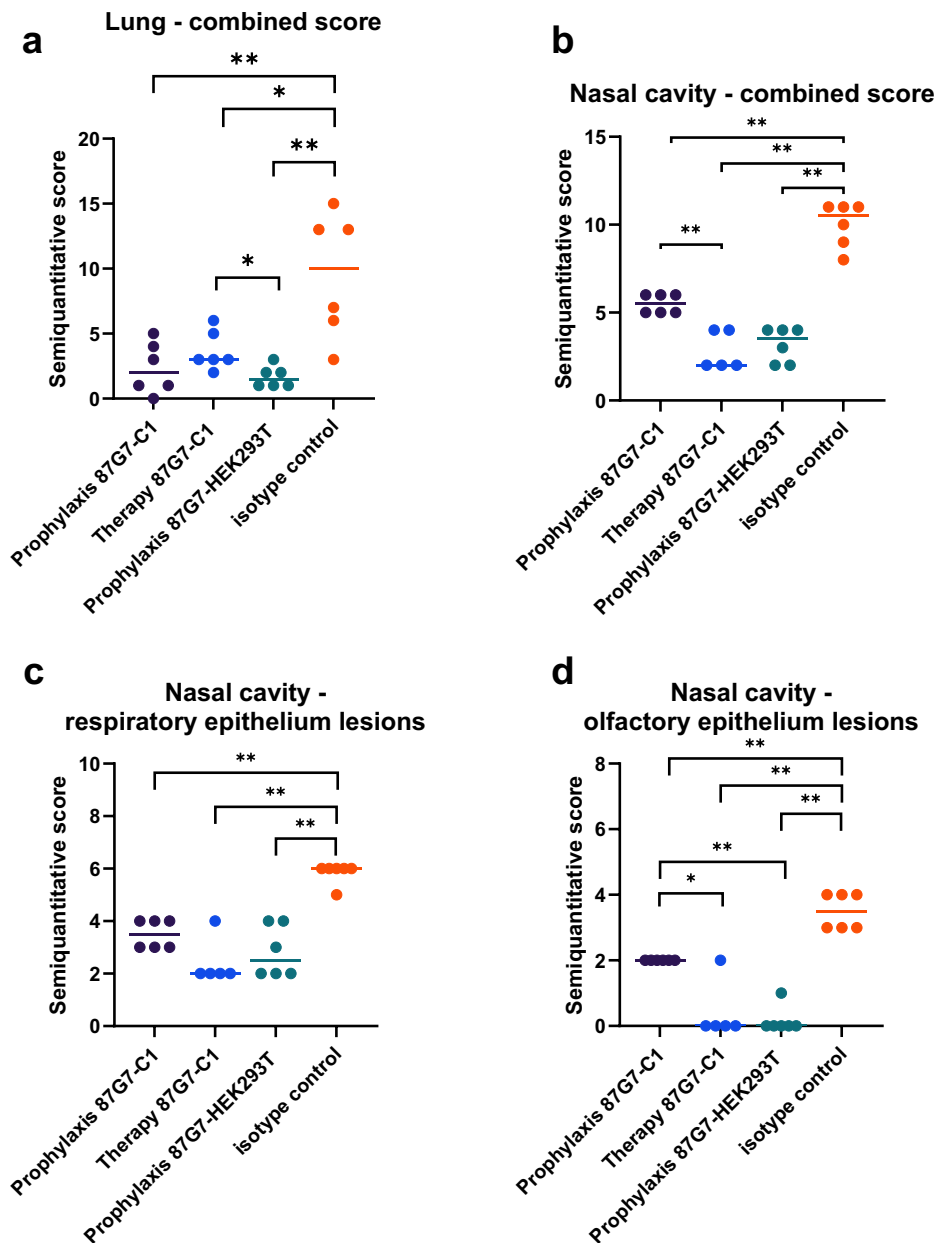 a
Lung - combined score
**
*
**
*
Semiquantitative score
20
15
10
5
0
Prophylaxis 87G7-C1
Therapy 87G7-C1
Prophylaxis 87G7-HEK293T
isotype control
b
Nasal cavity - combined score
**
**
**
**
Semiquantitative score
15
10
5
0
Prophylaxis 87G7-C1
Therapy 87G7-C1
Prophylaxis 87G7-HEK293T
isotype control
c
Nasal cavity -
respiratory epithelium lesions
**
**
**
Semiquantitative score
10
8
6
4
2
0
Prophylaxis 87G7-C1
Therapy 87G7-C1
Prophylaxis 87G7-HEK293T
isotype control
d
Nasal cavity -
olfactory epithelium lesions
**
**
**
**
*
Semiquantitative score
8
6
4
2
0
Prophylaxis 87G7-C1
Therapy 87G7-C1
Prophylaxis 87G7-HEK293T
isotype control